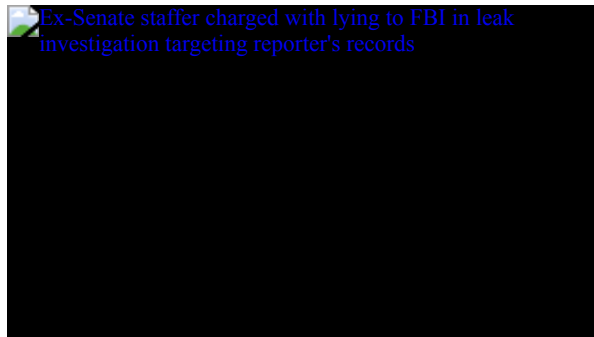 Ex-Senate staffer charged with lying to FBI in leak
investigation targeting reporter's records